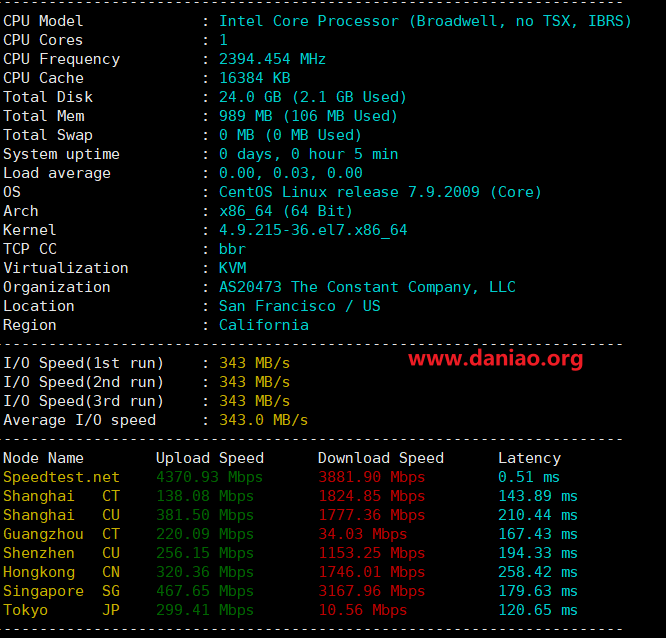 ----------------------------------------------------------------------
CPU Model : Intel Core Processor (Broadwell, no TSX, IBRS)
CPU Cores : 1
CPU Frequency : 2394.454 MHz
CPU Cache : 16384 KB
Total Disk : 24.0 GB (2.1 GB Used)
Total Mem : 989 MB (106 MB Used)
Total Swap : 0 MB (0 MB Used)
System uptime : 0 days, 0 hour 5 min
Load average : 0.00, 0.03, 0.00
OS : CentOS Linux release 7.9.2009 (Core)
Arch : x86_64 (64 Bit)
Kernel : 4.9.215-36.el7.x86_64
TCP CC : bbr
Virtualization : KVM
Organization : AS20473 The Constant Company, LLC
Location : San Francisco / US
Region : California
----------------------------------------------------------------------
I/O Speed(1st run) : 343 MB/s
www.daniao.org
I/O Speed(2nd run) : 343 MB/s
I/O Speed(3rd run) : 343 MB/s
Average I/O speed : 343.0 MB/s
----------------------------------------------------------------------
Node Name Upload Speed Download Speed Latency
Speedtest.net 4370.93 Mbps 3881.90 Mbps 0.51 ms
Shanghai CT 138.08 Mbps 1824.85 Mbps 143.89 ms
Shanghai CU 381.50 Mbps 1777.36 Mbps 210.44 ms
Guangzhou CT 220.09 Mbps 34.03 Mbps 167.43 ms
Shenzhen CU 256.15 Mbps 1153.25 Mbps 194.33 ms
Hongkong CN 320.36 Mbps 1746.01 Mbps 258.42 ms
Singapore SG 467.65 Mbps 3167.96 Mbps 179.63 ms
Tokyo JP 299.41 Mbps 10.56 Mbps 120.65 ms
----------------------------------------------------------------------